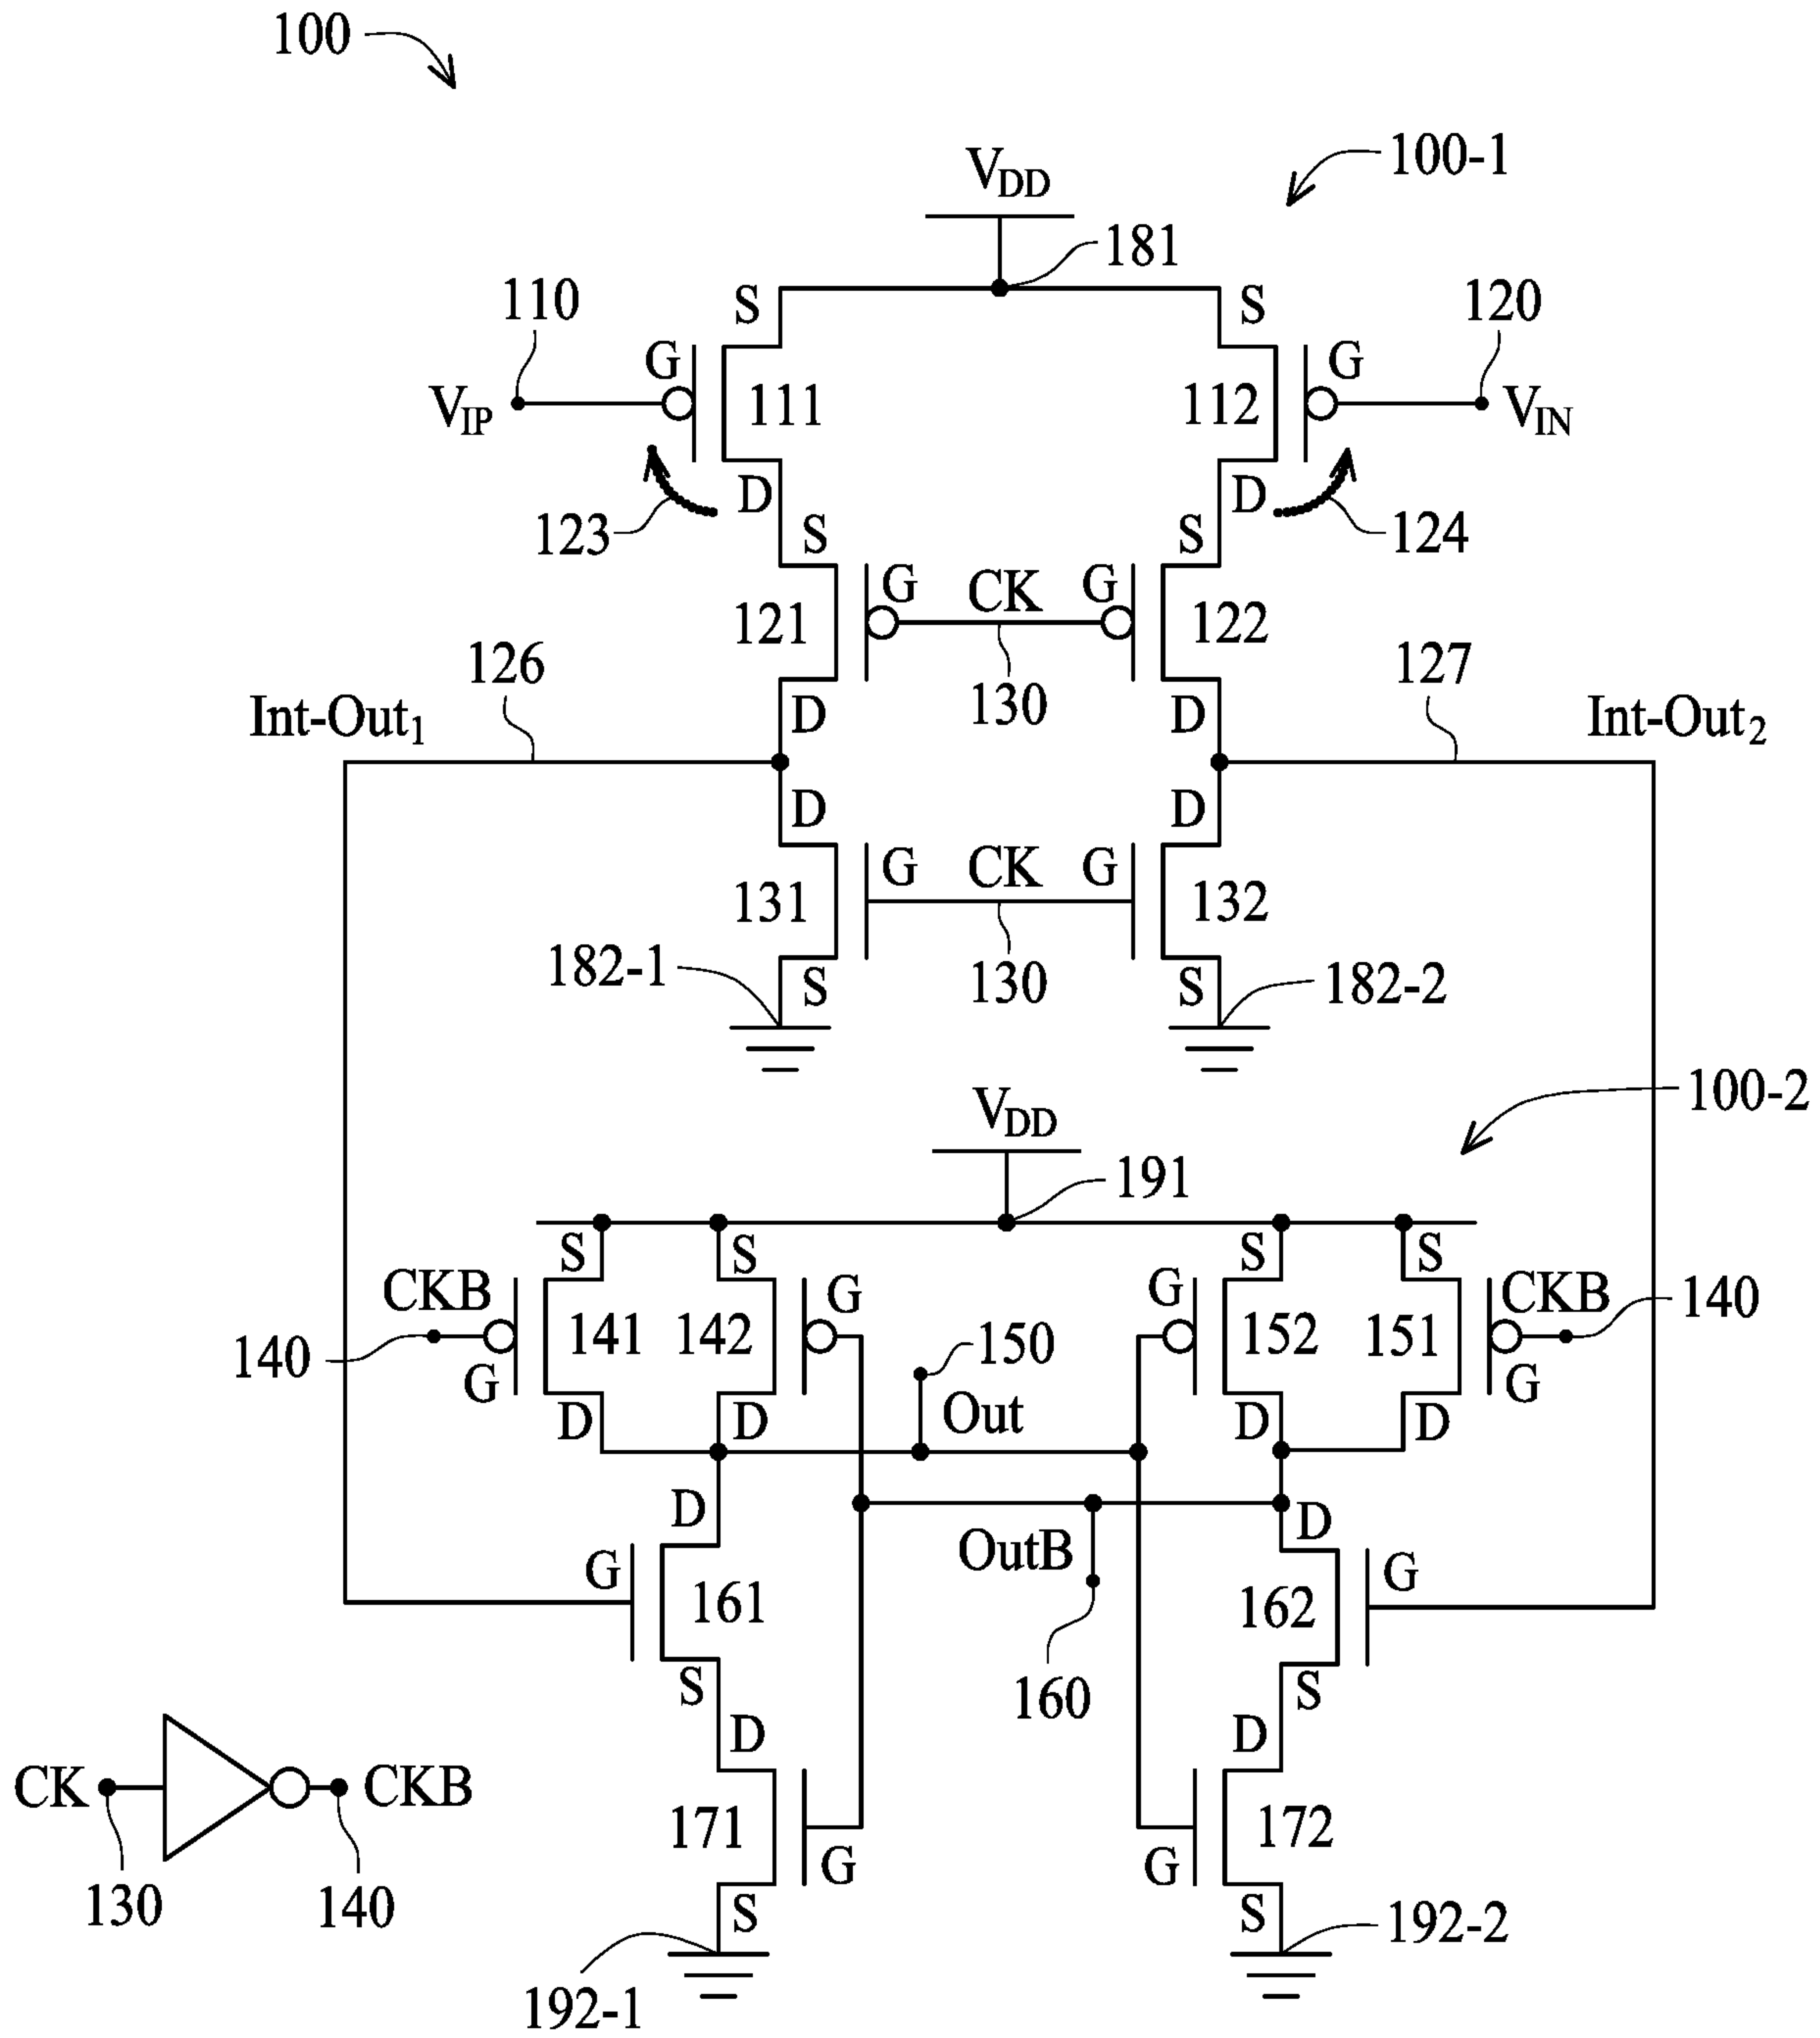 100
100-1
VDD
181
110
S
S
120
G
G
VIP
111
112
VIN
D
D
123
S
S
124
G
CK
G
121
122
126
130
127
Int-Out1
D
D
Int-Out2
D
D
G
CK
G
131
132
182-1
S
130
S
182-2
VDD
100-2
191
S
S
S
S
CKB
G
G
CKB
140
141
142
150
152
151
140
G
G
D
D
Out
D
D
D
D
OutB
G
G
161
162
S
160
S
D
D
CK
CKB
171
172
G
G
130
140
S
S
192-1
192-2